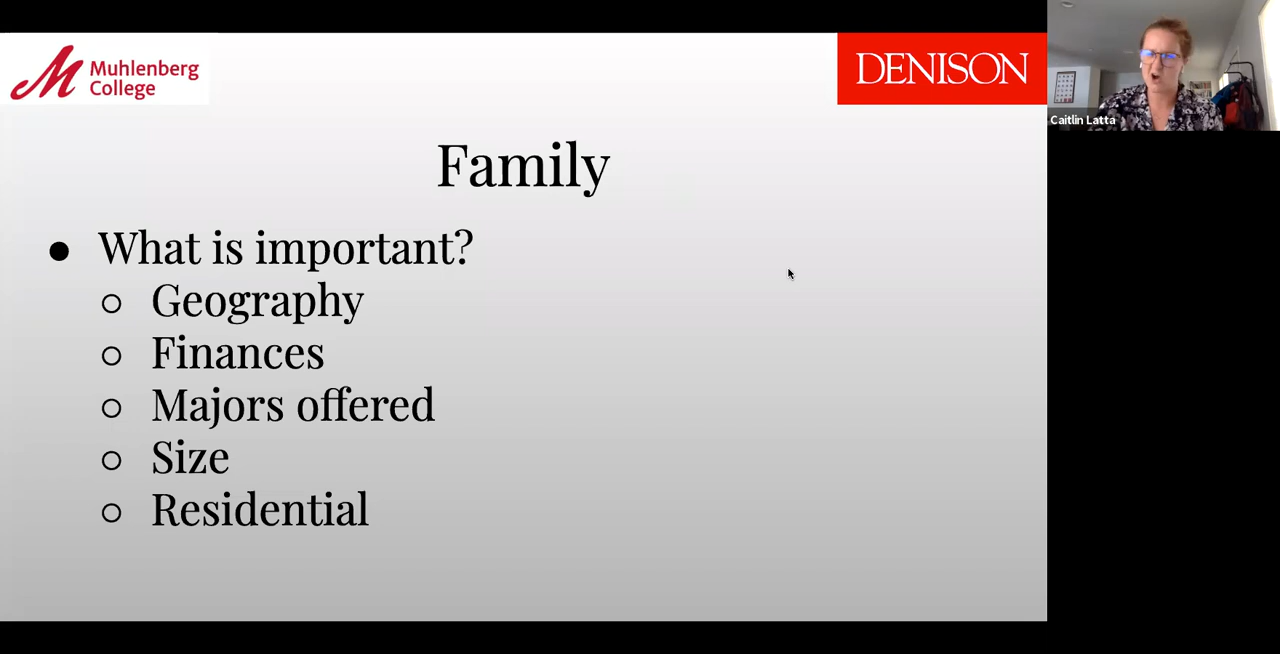 Muhlenberg
College
DENISON
Caitlin Latta
Family
● What is important?
○ Geography
○ Finances
○ Majors offered
○ Size
○ Residential